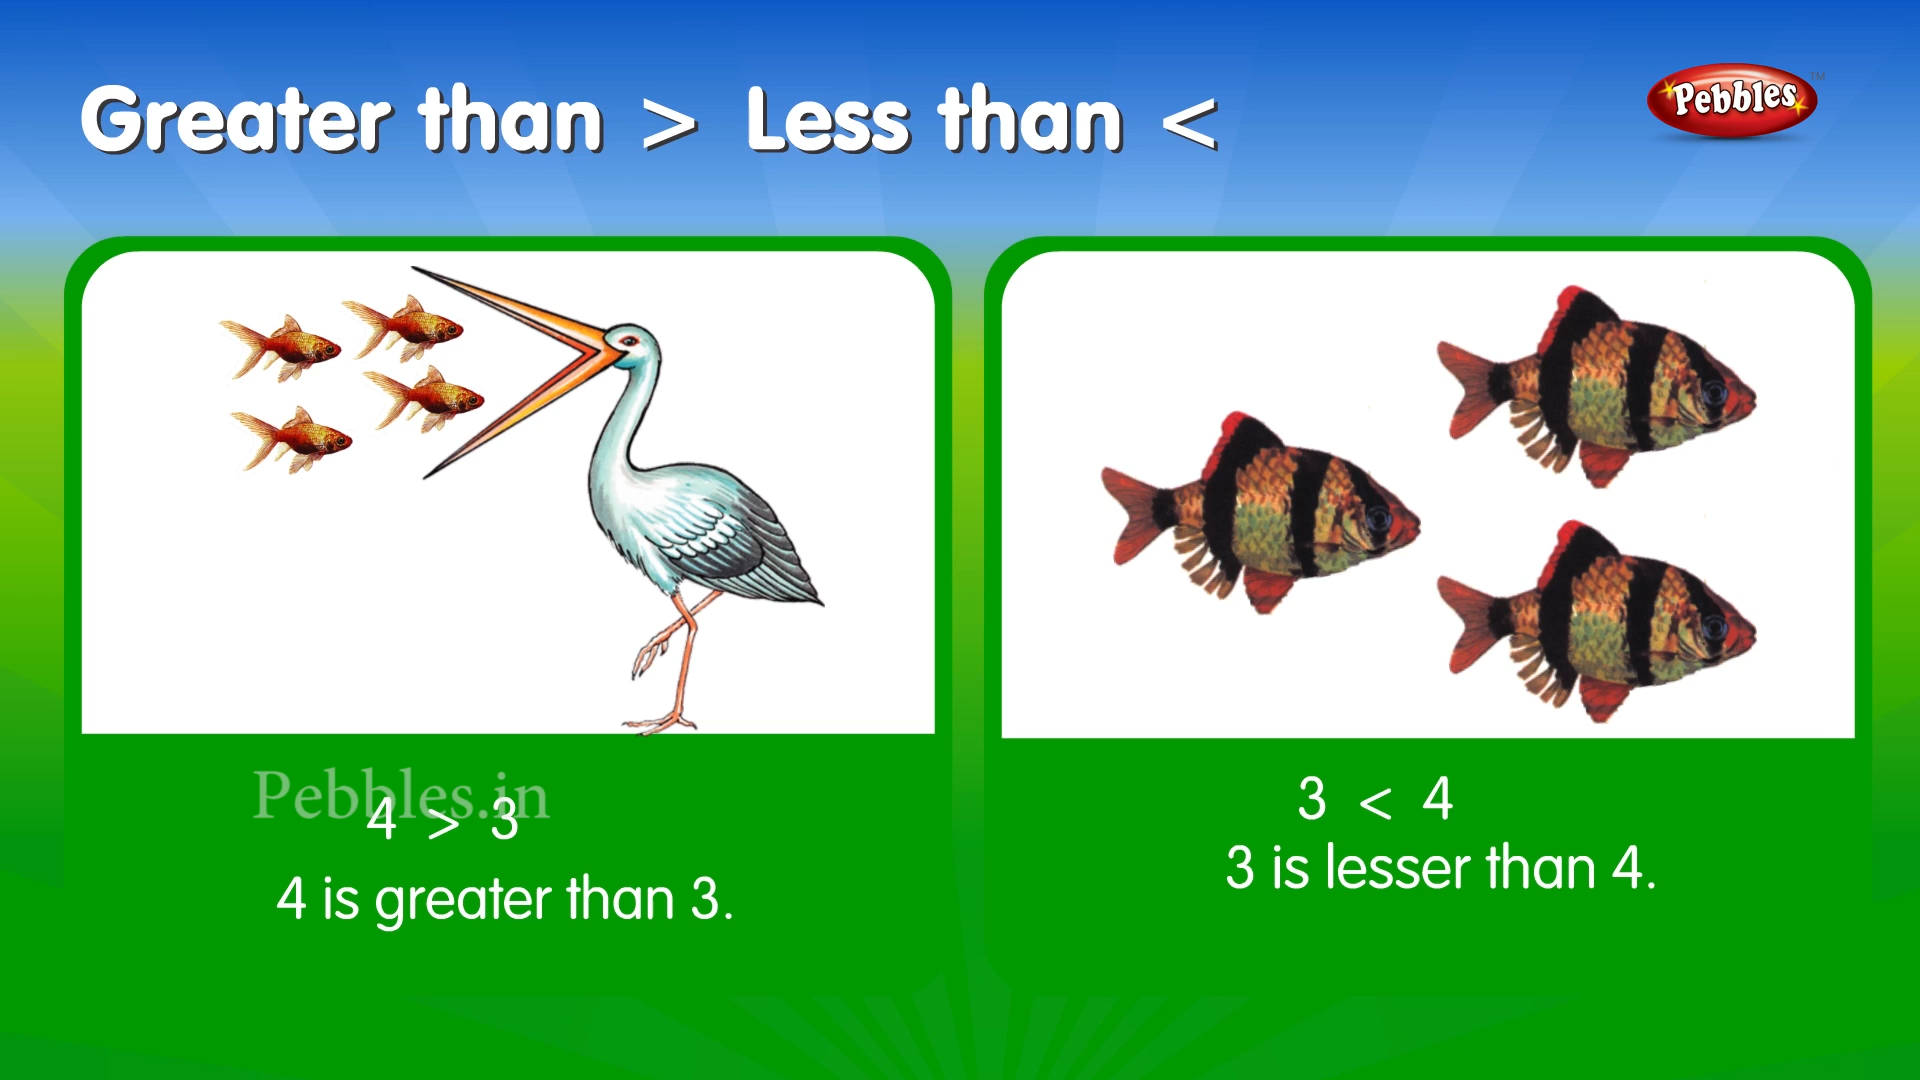 Greater than > Less than <
Pebbles TM
Pebbles.in
4 > 3
4 is greater than 3.
3 < 4
3 is lesser than 4.